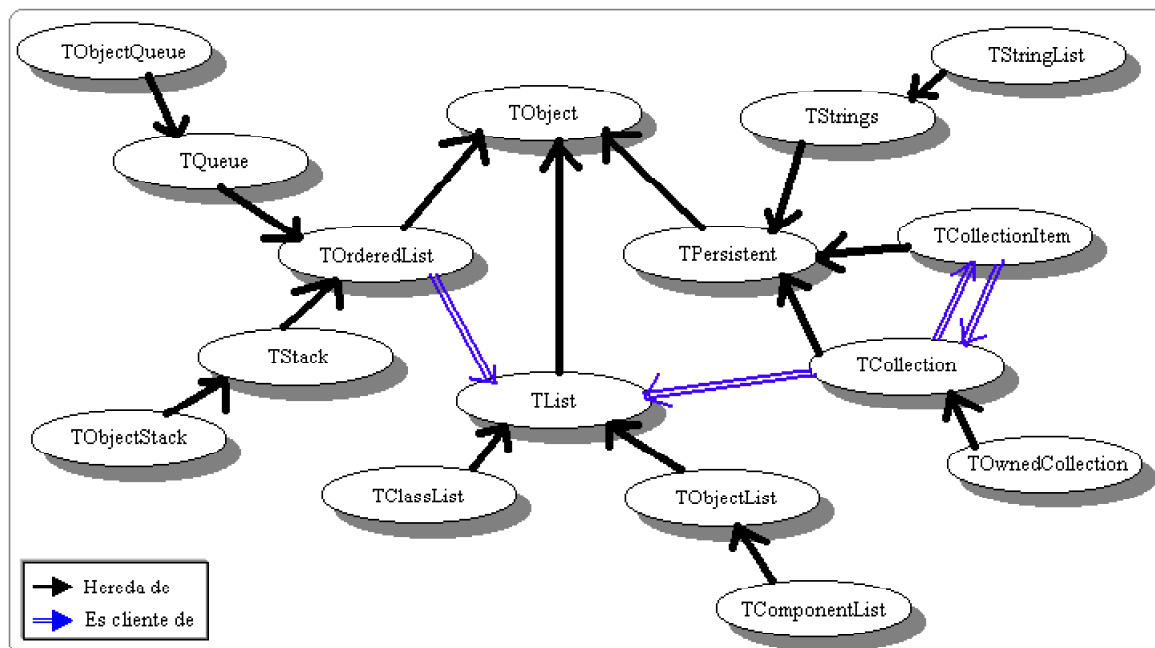 TObjectQueue
TStringList
TObject
TStrings
TQueue
TCollectionItem
TOrderedList
TPersistent
TStack
TCollection
TList
TObjectStack
TOwnedCollection
TClassList
TObjectList
Hereda de
TComponentList
Es cliente de